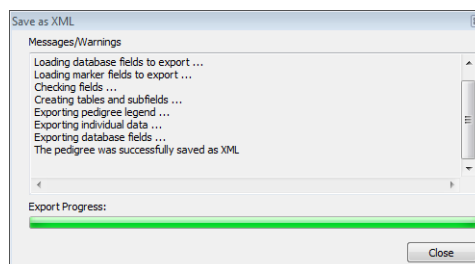 Save as XML
Messages/Warnings
Loading database fields to export ...
Loading marker fields to export ...
Checking fields ...
Creating tables and subfields ...
Exporting pedigree legend ...
Exporting individual data ...
Exporting database fields ...
The pedigree was successfully saved as XML
Export Progress:
Close